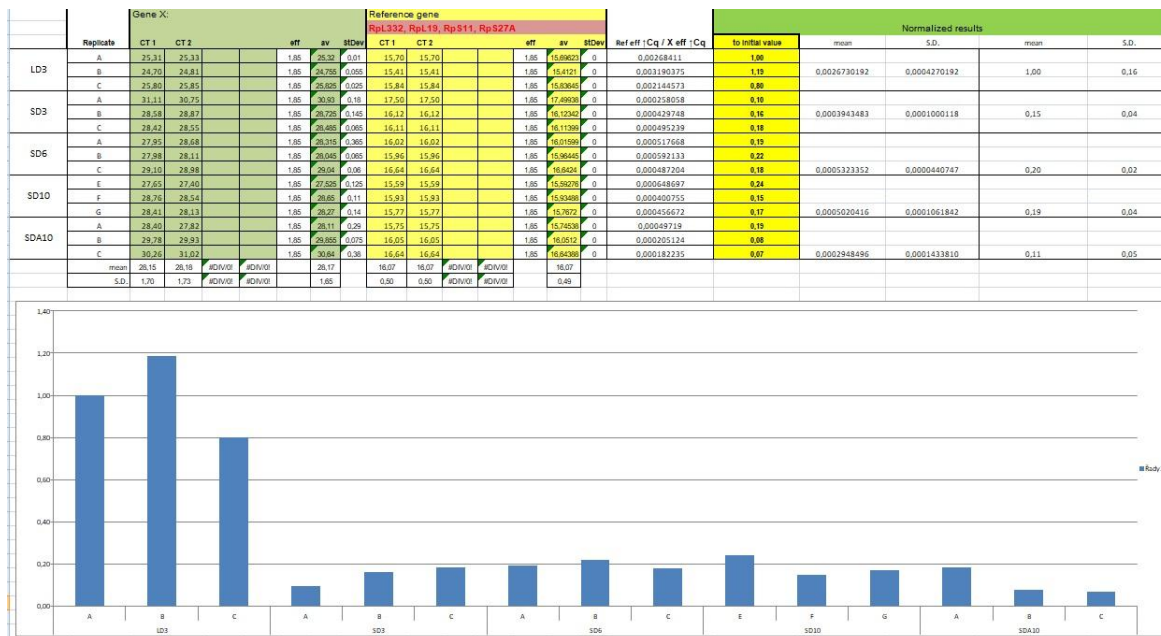 Gene X: Reference gene
RpL332, RpL19, RpS11, RpS27A Normalized results
Replicate CT 1 CT 2 eff av StDev CT 1 CT 2 eff av StDev Ref eff ↑Cq / X eff ↑Cq to initial value mean S.D. mean S.D.
LD3
A 25,31 25,33 1,85 25,32 0,01 15,70 15,70 1,85 15,69623 0 0,00268411 1,00
B 24,70 24,81 1,85 24,755 0,055 15,41 15,41 1,85 15,4121 0 0,003190375 1,19 0,0026730192 0,0004270192 1,00 0,16
C 25,80 25,85 1,85 25,825 0,025 15,84 15,84 1,85 15,83645 0 0,002144573 0,80
SD3
A 31,11 30,75 1,85 30,93 0,18 17,50 17,50 1,85 17,49938 0 0,000258058 0,10
B 28,58 28,87 1,85 28,725 0,145 16,12 16,12 1,85 16,12342 0 0,000429748 0,16 0,0003943483 0,0001000118 0,15 0,04
C 28,42 28,55 1,85 28,485 0,065 16,11 16,11 1,85 16,11399 0 0,000495239 0,18
SD6
A 27,95 28,68 1,85 28,315 0,365 16,02 16,02 1,85 16,01599 0 0,000517668 0,19
B 27,98 28,11 1,85 28,045 0,065 15,96 15,96 1,85 15,96445 0 0,000592133 0,22
C 29,10 28,98 1,85 29,04 0,06 16,64 16,64 1,85 16,6424 0 0,000487204 0,18 0,0005323352 0,0000440747 0,20 0,02
SD10
E 27,65 27,40 1,85 27,525 0,125 15,59 15,59 1,85 15,59276 0 0,000648697 0,24
F 28,76 28,54 1,85 28,65 0,11 15,93 15,93 1,85 15,93488 0 0,000400755 0,15
G 28,41 28,13 1,85 28,27 0,14 15,77 15,77 1,85 15,7672 0 0,000456672 0,17 0,0005020416 0,0001061842 0,19 0,04
SDA10
A 28,40 27,82 1,85 28,11 0,29 15,75 15,75 1,85 15,74538 0 0,00049719 0,19
B 29,78 29,93 1,85 29,855 0,075 16,05 16,05 1,85 16,0512 0 0,000205124 0,08
C 30,26 31,02 1,85 30,64 0,38 16,64 16,64 1,85 16,64388 0 0,000182235 0,07 0,0002948496 0,0001433810 0,11 0,05
mean 28,15 28,18 #DIV/0! #DIV/0! 28,17 16,07 16,07 #DIV/0! #DIV/0! 16,07
S.D. 1,70 1,73 #DIV/0! #DIV/0! 1,65 0,50 0,50 #DIV/0! #DIV/0! 0,49
1,40
1,20
1,00
0,80
0,60
0,40
0,20
0,00
A B C A B C A B C E F G A B C
LD3 SD3 SD6 SD10 SDA10